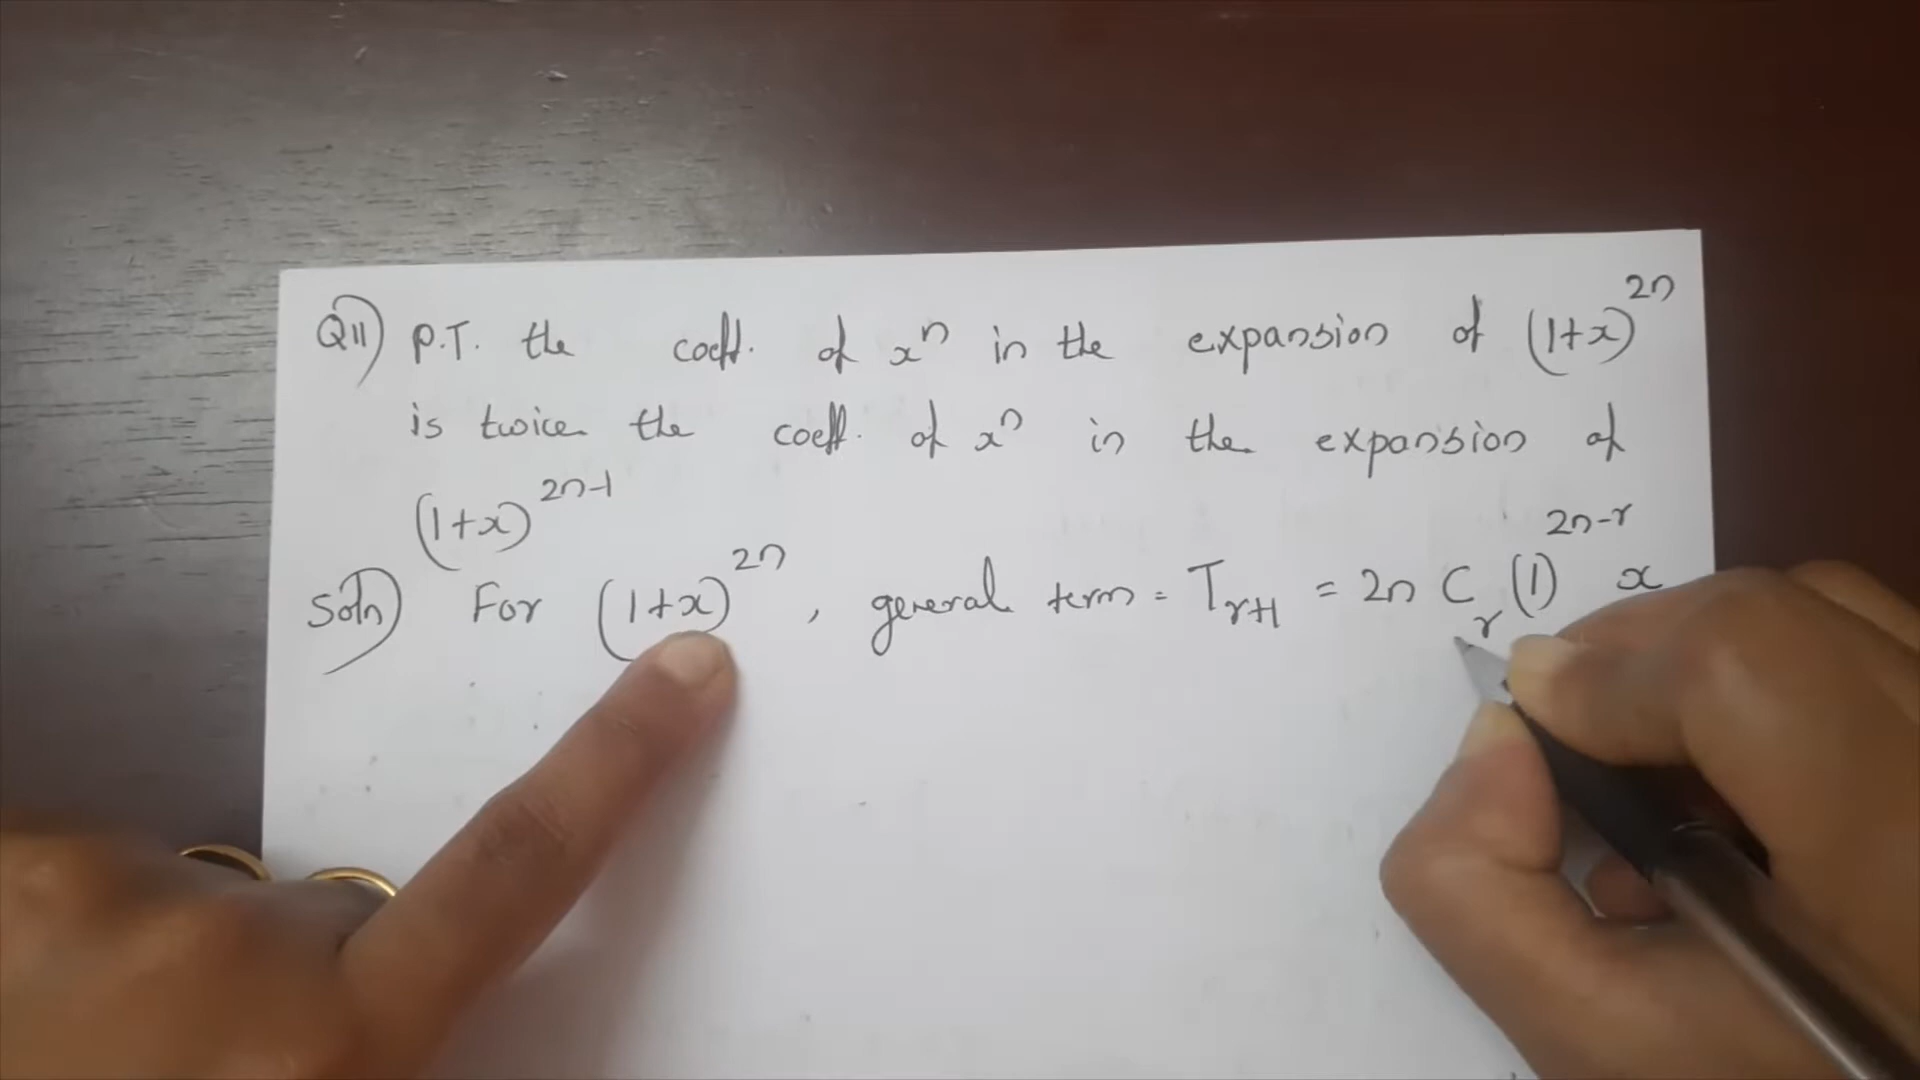 Q11) P.T. the coeff. of xⁿ in the expansion of (1+x)²ⁿ
is twice the coeff. of xⁿ in the expansion of
(1+x)²ⁿ⁻¹
Soln) For (1+x)²ⁿ, general term = Tᵣ₊₁ = 2n Cᵣ (1)²ⁿ⁻ʳ x